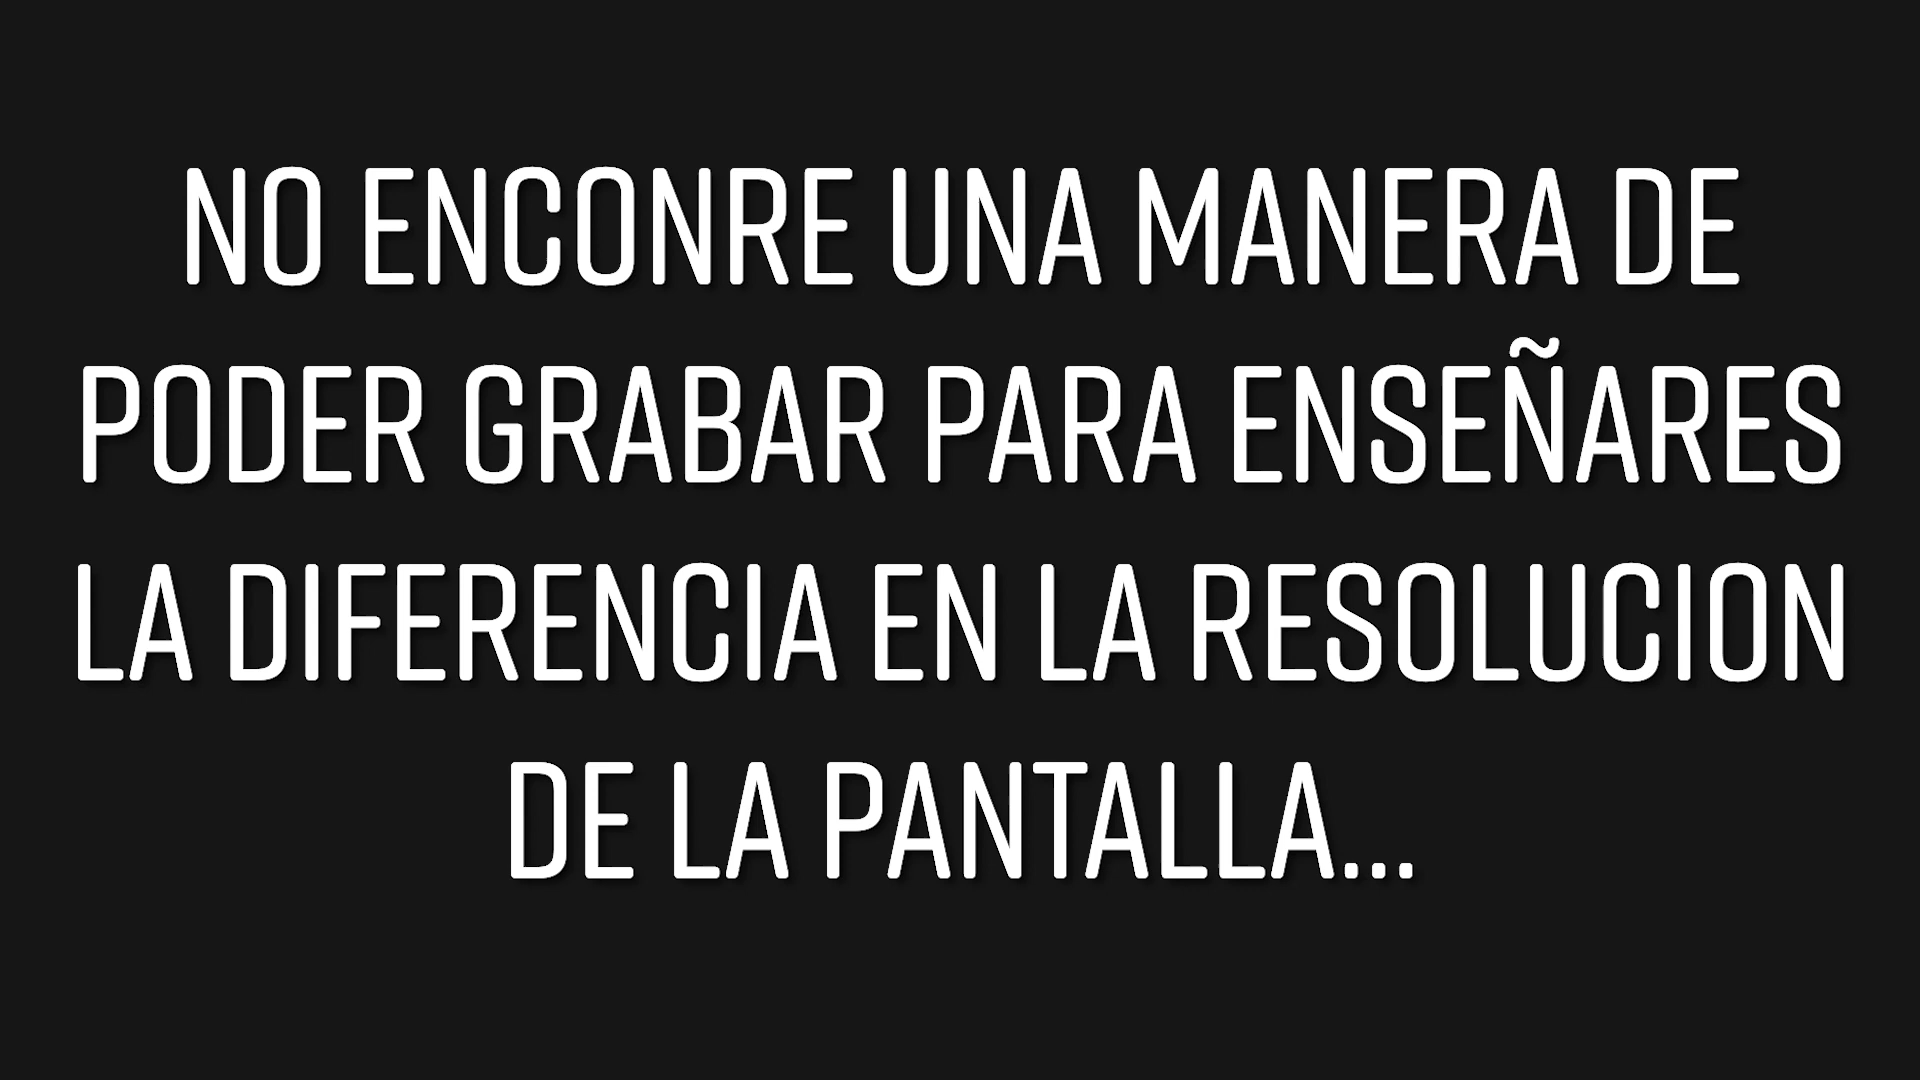 NO ENCONRE UNA MANERA DE
PODER GRABAR PARA ENSEÑARES
LA DIFERENCIA EN LA RESOLUCION
DE LA PANTALLA...